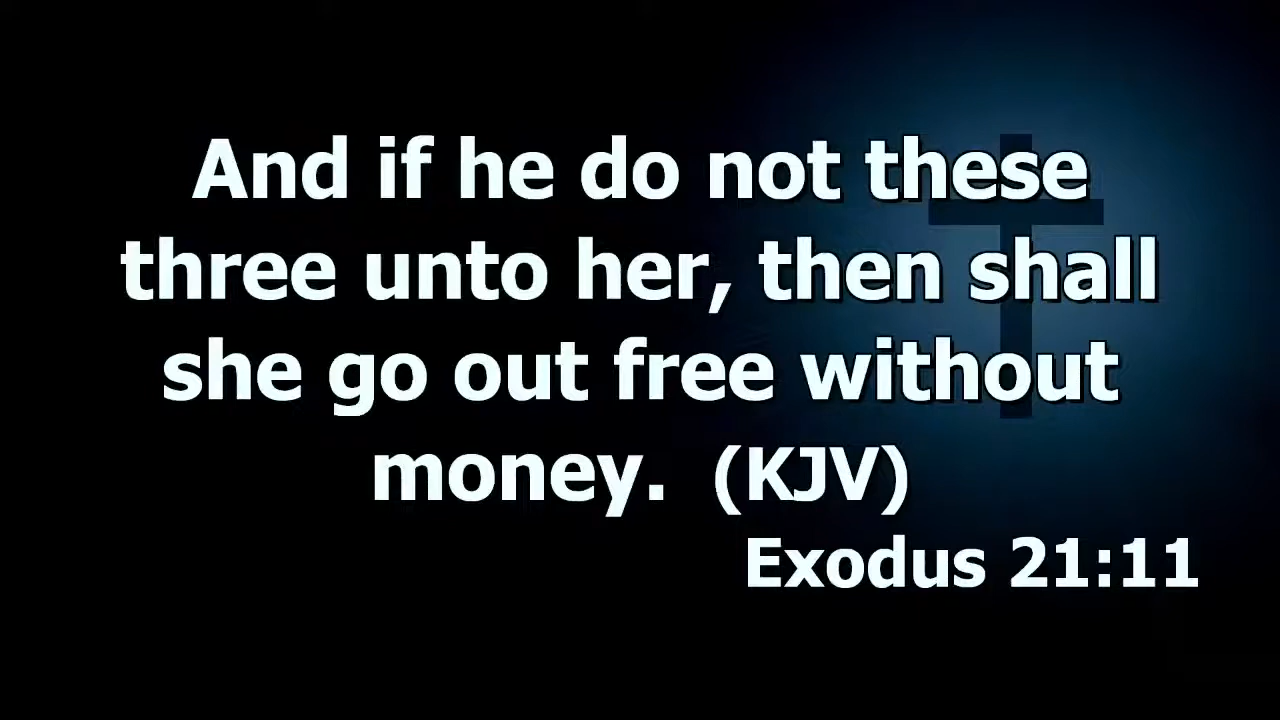 And if he do not these
three unto her, then shall
she go out free without
money.  (KJV)
Exodus 21:11